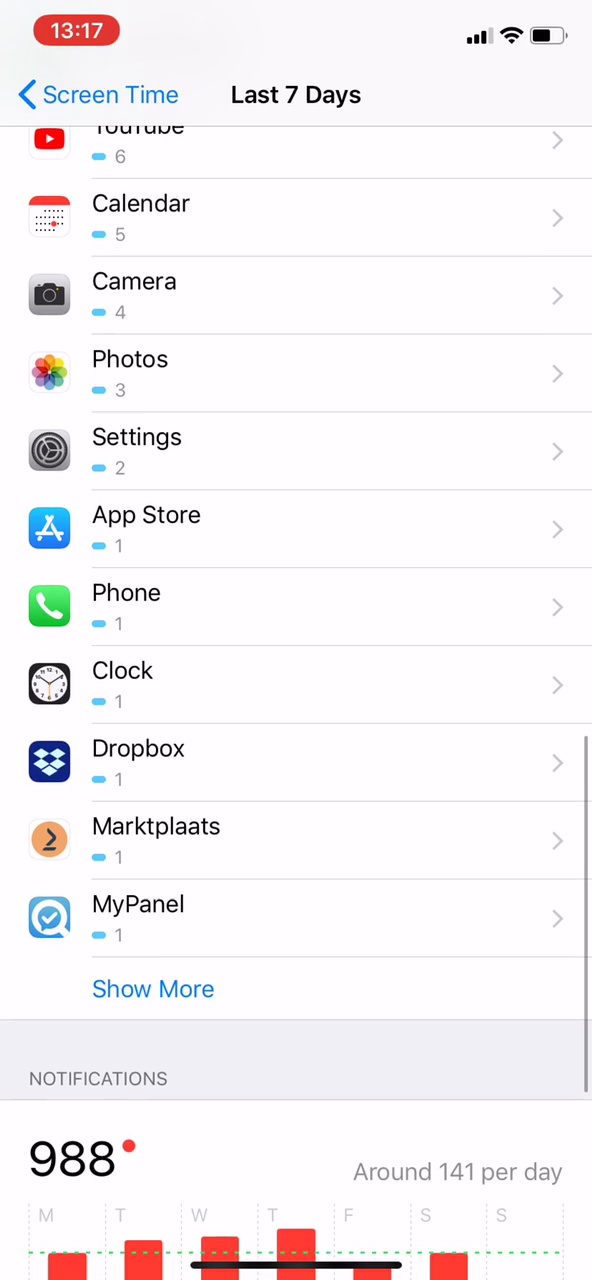 13:17
Screen Time
Last 7 Days
YouTube
6
Calendar
5
Camera
4
Photos
3
Settings
2
App Store
1
Phone
1
Clock
1
Dropbox
1
Marktplaats
1
MyPanel
1
Show More
NOTIFICATIONS
988
Around 141 per day
M T W T F S S